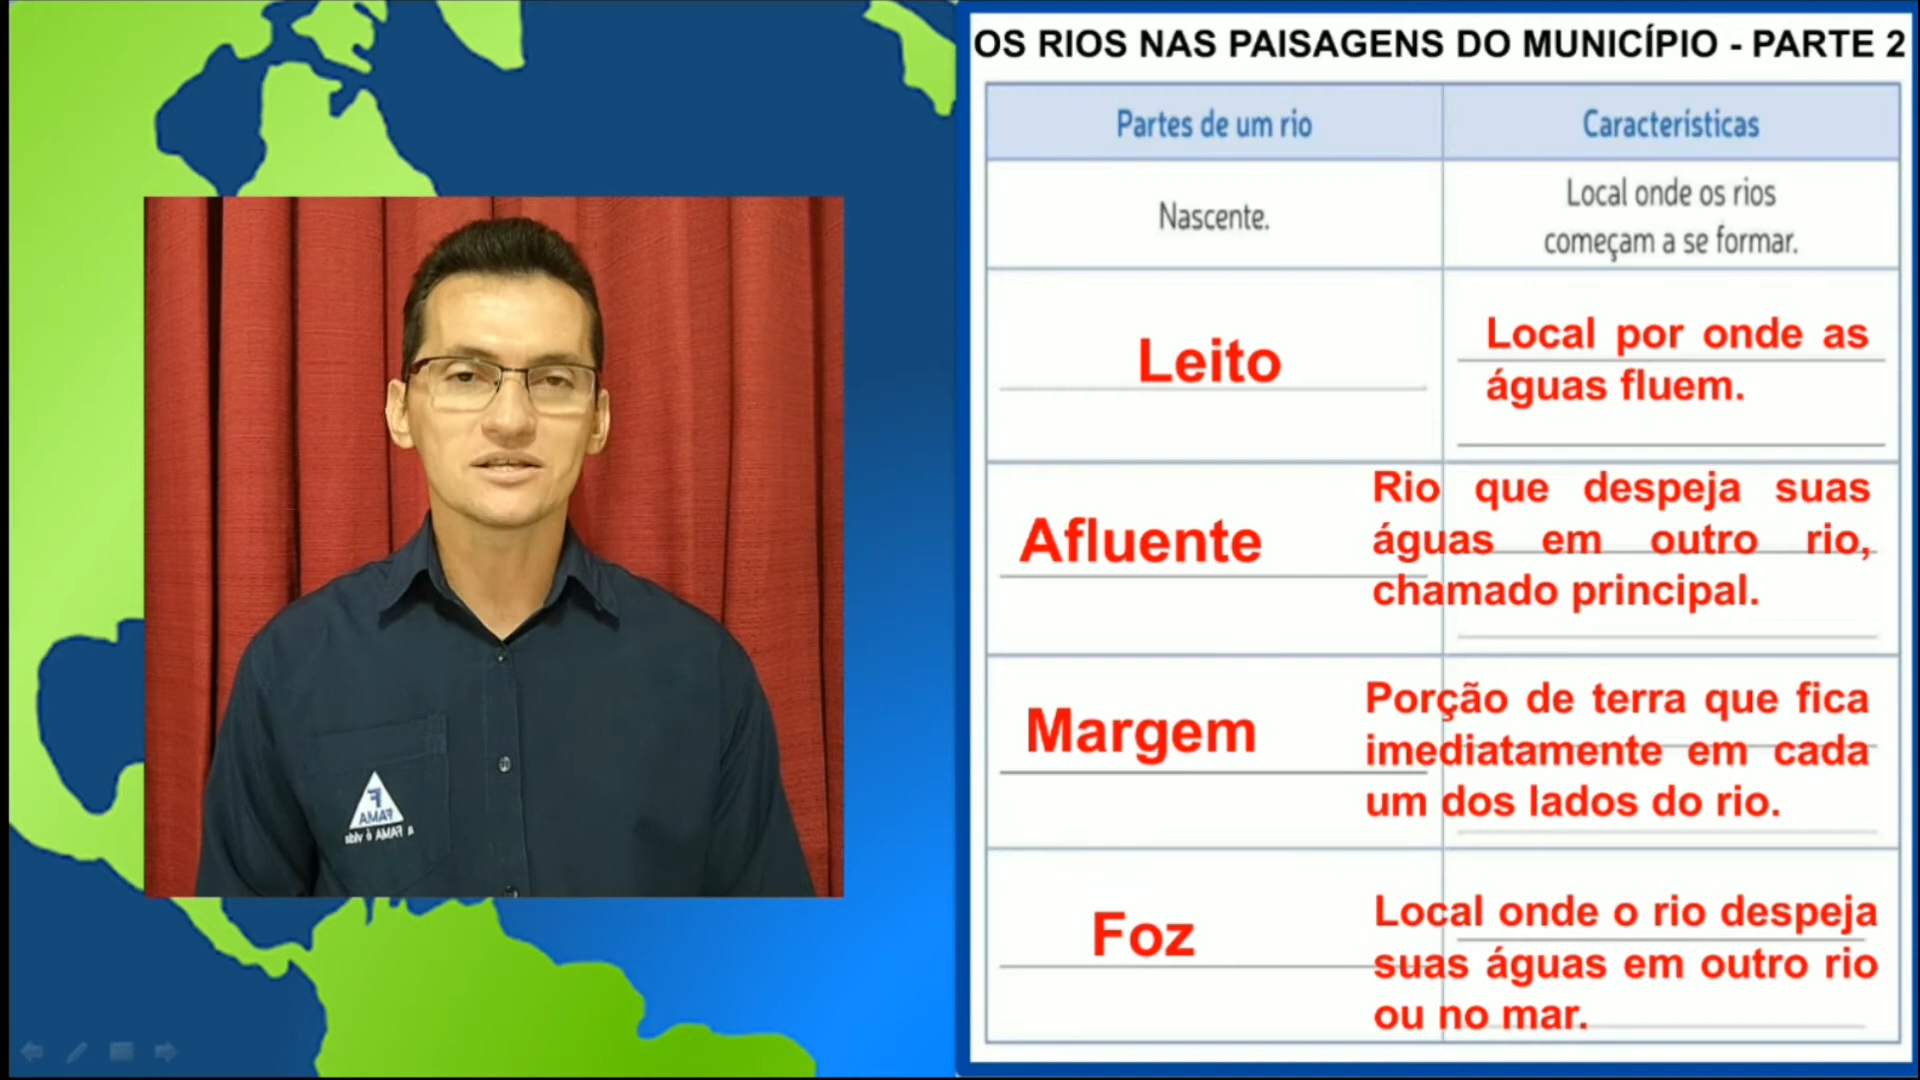 OS RIOS NAS PAISAGENS DO MUNICÍPIO - PARTE 2
Partes de um rio
Características
Nascente.
Local onde os rios
começam a se formar.
Leito
Local por onde as
águas fluem.
Afluente
Rio que despeja suas
águas em outro rio,
chamado principal.
Margem
Porção de terra que fica
imediatamente em cada
um dos lados do rio.
Foz
Local onde o rio despeja
suas águas em outro rio
ou no mar.
F
FAMA
a FAMA é vida